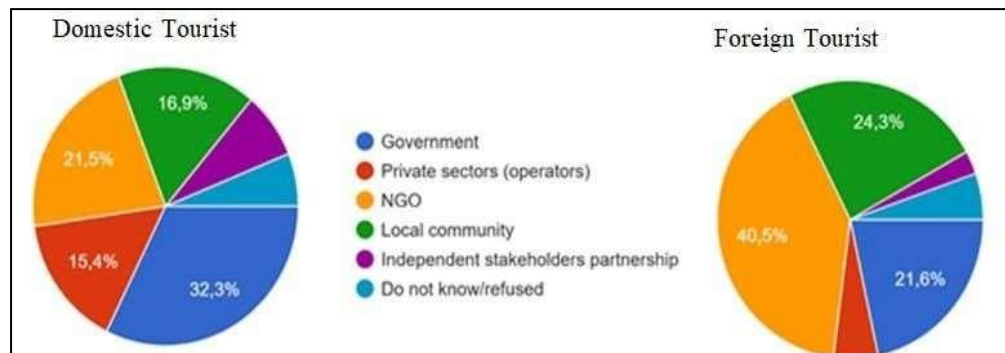 Domestic Tourist
16,9%
21,5%
15,4%
32,3%
Government
Private sectors (operators)
NGO
Local community
Independent stakeholders partnership
Do not know/refused
Foreign Tourist
24,3%
40,5%
21,6%